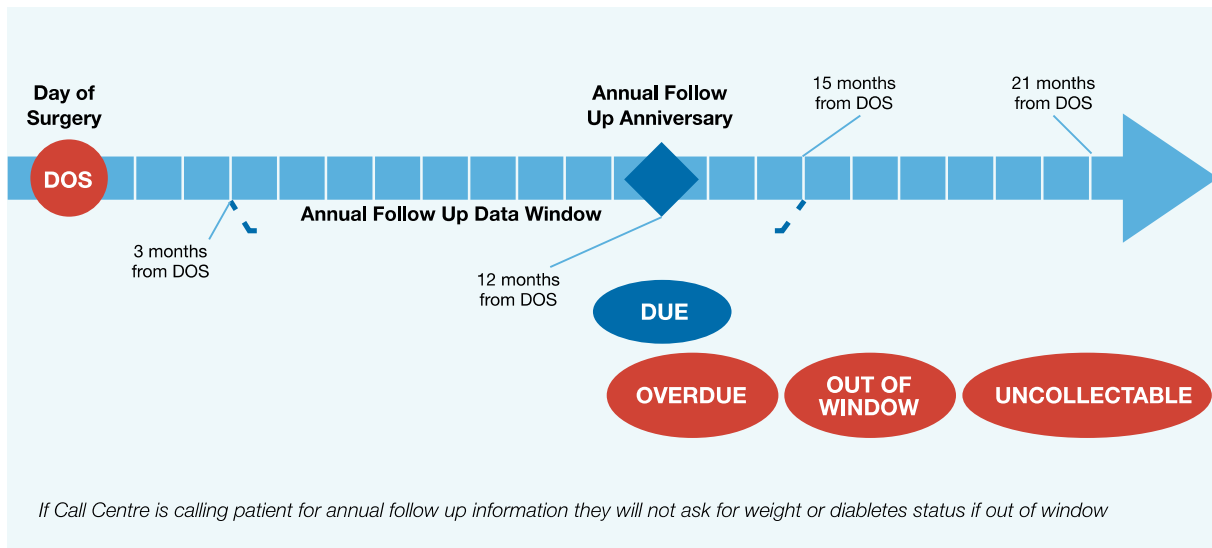 Day of
Surgery
DOS
3 months
from DOS
Annual Follow Up Data Window
Annual Follow
Up Anniversary
12 months
from DOS
15 months
from DOS
21 months
from DOS
DUE
OVERDUE
OUT OF
WINDOW
UNCOLLECTABLE
If Call Centre is calling patient for annual follow up information they will not ask for weight or diabletes status if out of window